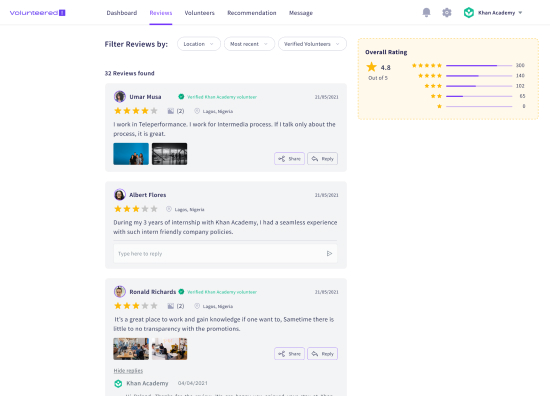 volunteered
Dashboard
Reviews
Volunteers
Recommendation
Message
Khan Academy
Filter Reviews by:
Location
Most recent
Verified Volunteers
32 Reviews found
Umar Musa
Verified Khan Academy volunteer
21/05/2021
(2)
Lagos, Nigeria
I work in Teleperformance. I work for Intermedia process. If I talk only about the
process, it is great.
Share
Reply
Albert Flores
21/05/2021
Lagos, Nigeria
During my 3 years of internship with Khan Academy, I had a seamless experience
with such intern friendly company policies.
Type here to reply
Ronald Richards
Verified Khan Academy volunteer
21/05/2021
(2)
Lagos, Nigeria
It's a great place to work and gain knowledge if one want to, Sametime there is
little to no transparency with the promotions.
Share
Reply
Hide replies
Khan Academy
04/04/2021
Overall Rating
4.8
Out of 5
300
140
102
65
8